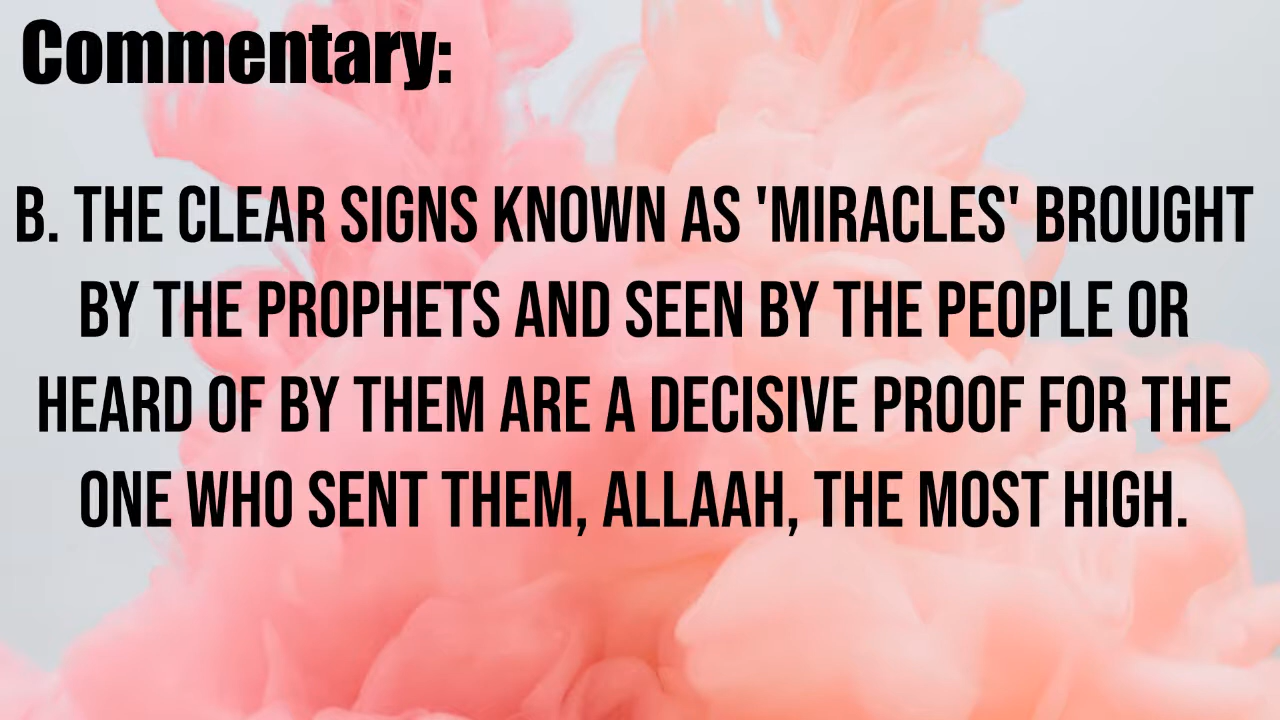 Commentary:
B. THE CLEAR SIGNS KNOWN AS 'MIRACLES' BROUGHT
BY THE PROPHETS AND SEEN BY THE PEOPLE OR
HEARD OF BY THEM ARE A DECISIVE PROOF FOR THE
ONE WHO SENT THEM, ALLAAH, THE MOST HIGH.